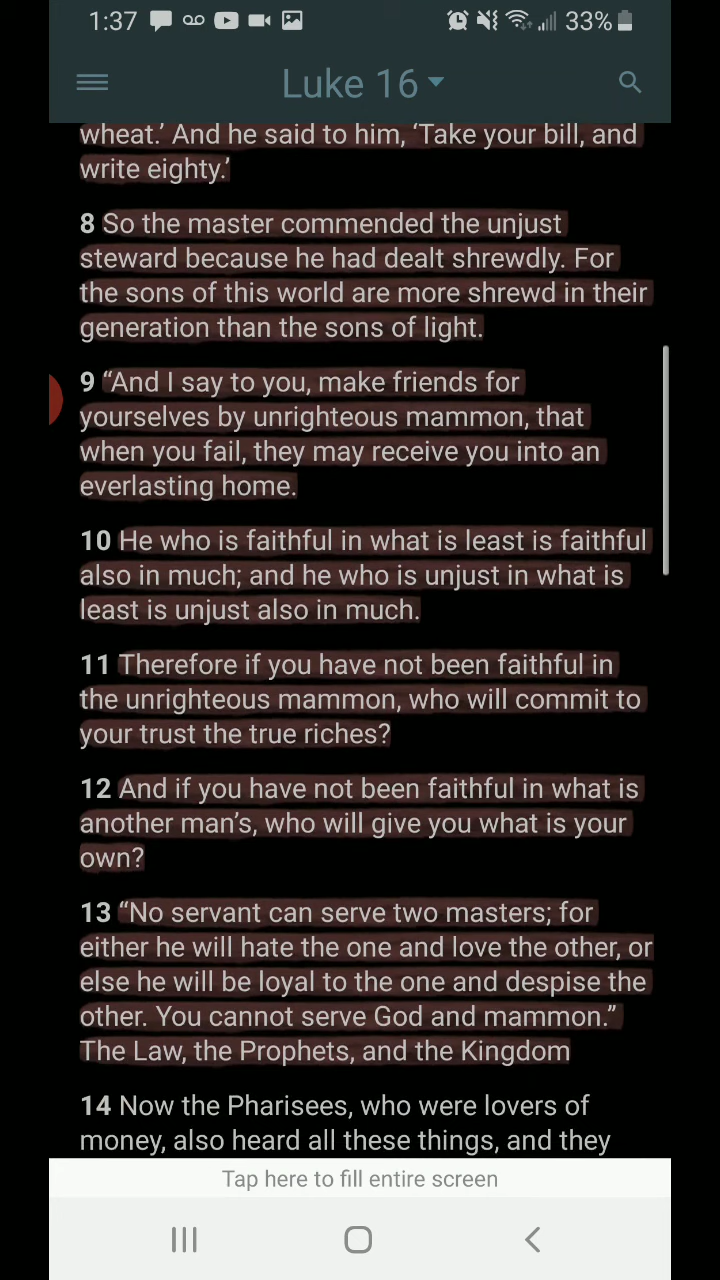 1:37
33%
Luke 16
wheat.’ And he said to him, ‘Take your bill, and
write eighty.’
8 So the master commended the unjust
steward because he had dealt shrewdly. For
the sons of this world are more shrewd in their
generation than the sons of light.
9 “And I say to you, make friends for
yourselves by unrighteous mammon, that
when you fail, they may receive you into an
everlasting home.
10 He who is faithful in what is least is faithful
also in much; and he who is unjust in what is
least is unjust also in much.
11 Therefore if you have not been faithful in
the unrighteous mammon, who will commit to
your trust the true riches?
12 And if you have not been faithful in what is
another man’s, who will give you what is your
own?
13 “No servant can serve two masters; for
either he will hate the one and love the other, or
else he will be loyal to the one and despise the
other. You cannot serve God and mammon.”
The Law, the Prophets, and the Kingdom
14 Now the Pharisees, who were lovers of
money, also heard all these things, and they
Tap here to fill entire screen